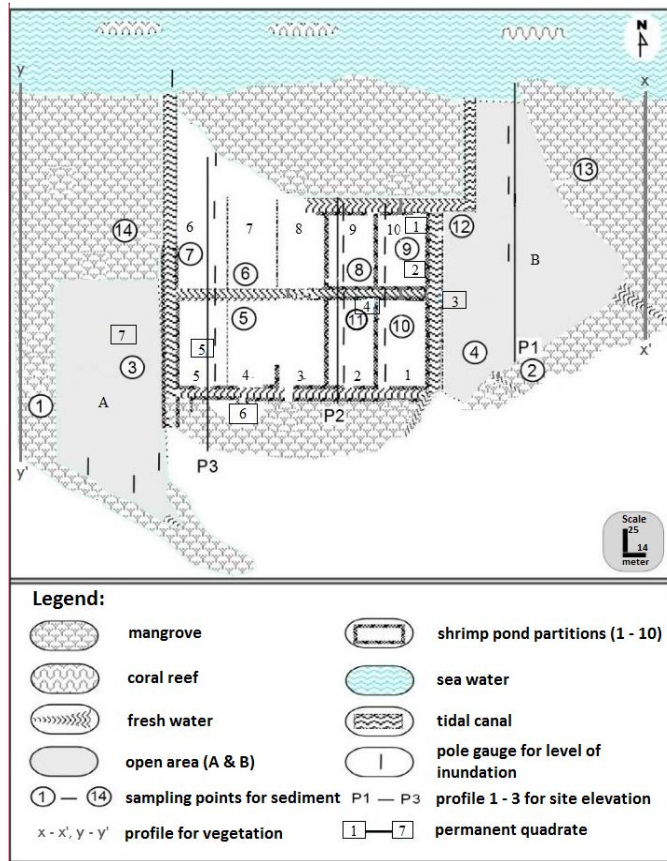 N
y
x
13
14
12
6
7
8
9
10
1
7
9
6
8
2
B
11
4
3
5
10
7
5
P1
3
4
2
5
4
3
2
1
x'
1
A
6
P2
P3
y'
Scale
25
14
meter
Legend:
mangrove
shrimp pond partitions (1 - 10)
coral reef
sea water
fresh water
tidal canal
open area (A & B)
pole gauge for level of
inundation
1 — 14 sampling points for sediment
P1 — P3 profile 1 - 3 for site elevation
x - x', y - y' profile for vegetation
1 — 7 permanent quadrate